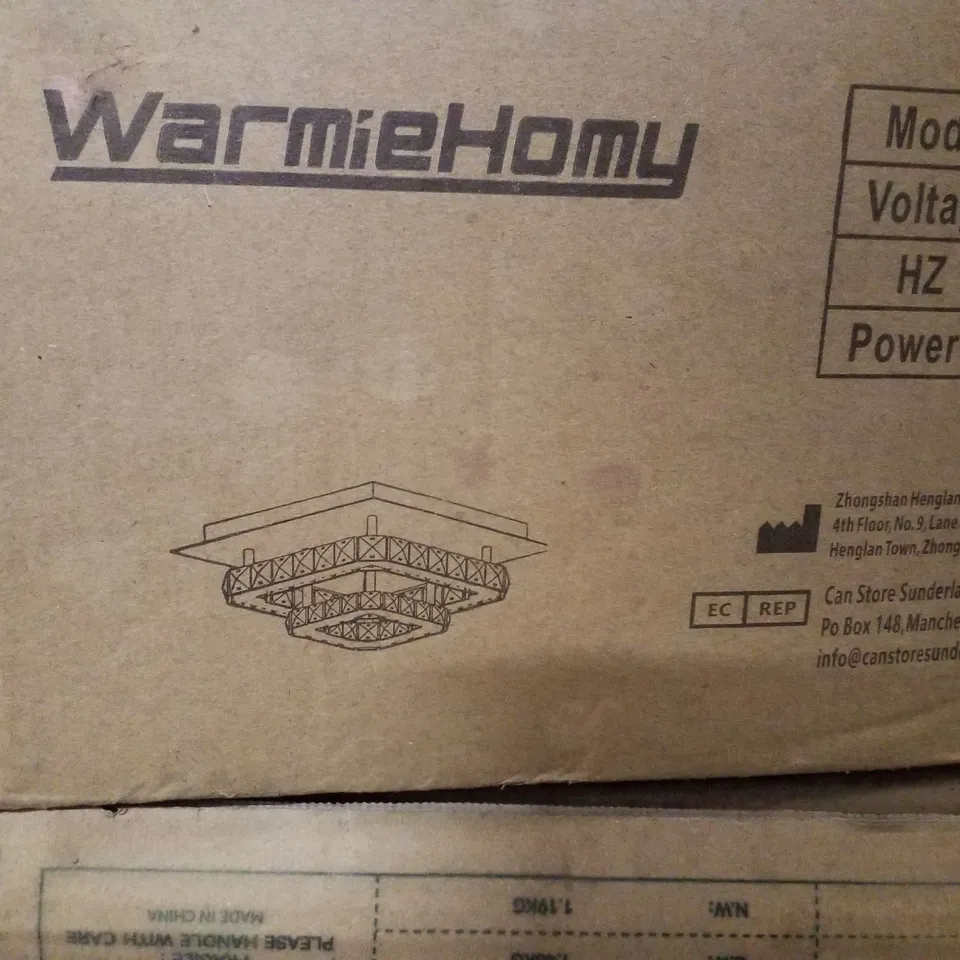 WarmieHomy
Mod
Volta
HZ
Power
Zhongshan Henglan
4th Floor, No.9, Lane
Henglan Town, Zhong
EC REP
Can Store Sunderla
Po Box 148, Manche
info@canstoresund
N.W: 1.19KG
PLEASE HANDLE WITH CARE
MADE IN CHINA